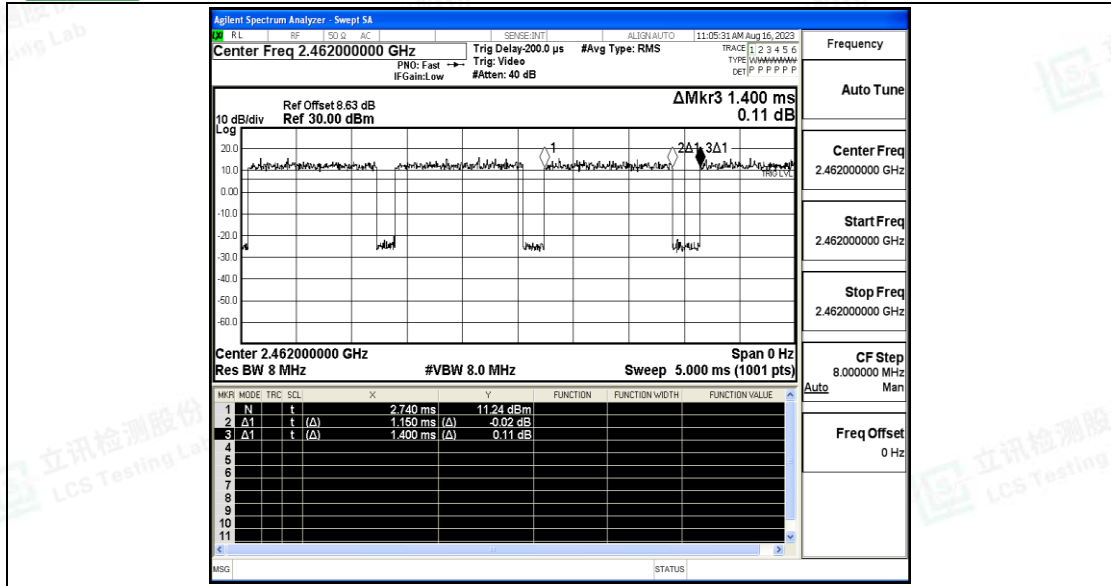 Agilent Spectrum Analyzer - Swept SA
RL RF 50 Ω AC SENSE:INT ALIGN AUTO 11:05:31 AM Aug 16, 2023
Center Freq 2.462000000 GHz
PNO: Fast
IFGain:Low
Trig Delay-200.0 µs
Trig: Video
#Atten: 40 dB
#Avg Type: RMS
TRACE 1 2 3 4 5 6
TYPE WWWWWW
DET P P P P P P
Frequency
Auto Tune
Center Freq
2.462000000 GHz
Start Freq
2.462000000 GHz
Stop Freq
2.462000000 GHz
CF Step
8.000000 MHz
Auto Man
Freq Offset
0 Hz
ΔMkr3 1.400 ms
0.11 dB
Ref Offset 8.63 dB
10 dB/div Ref 30.00 dBm
Log
20.0
10.0
0.00
-10.0
-20.0
-30.0
-40.0
-50.0
-60.0
1
2Δ1 3Δ1
TRIG LVL
Center 2.462000000 GHz Span 0 Hz
Res BW 8 MHz #VBW 8.0 MHz Sweep 5.000 ms (1001 pts)
MKR MODE TRC SCL X Y FUNCTION FUNCTION WIDTH FUNCTION VALUE
1 N t 2.740 ms 11.24 dBm
2 Δ1 t (Δ) 1.150 ms (Δ) -0.02 dB
3 Δ1 t (Δ) 1.400 ms (Δ) 0.11 dB
4
5
6
7
8
9
10
11
MSG STATUS
立讯检测股份
LCS Testing Lab